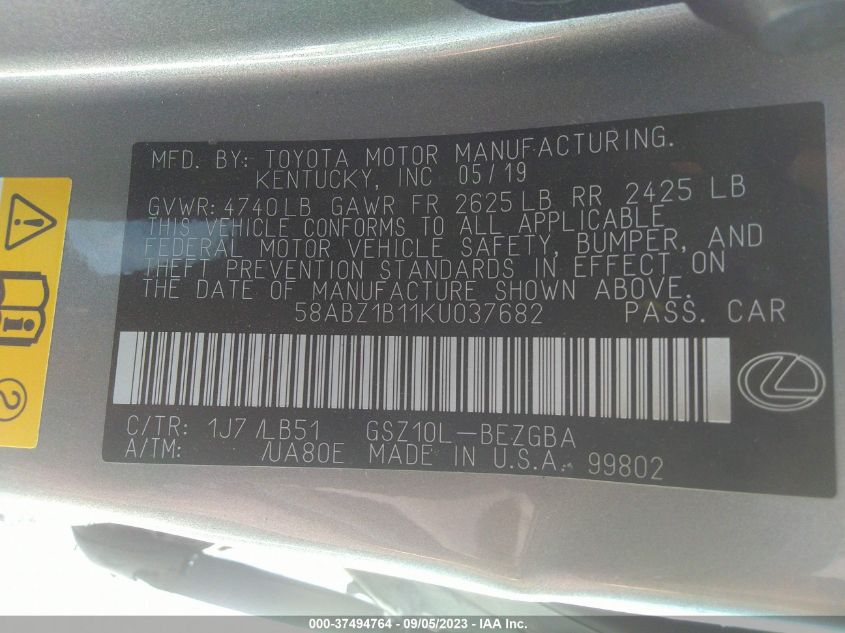 MFD. BY: TOYOTA MOTOR MANUFACTURING.
KENTUCKY, INC 05/19
GVWR: 4740LB GAWR FR 2625LB RR 2425 LB
THIS VEHICLE CONFORMS TO ALL APPLICABLE
FEDERAL MOTOR VEHICLE SAFETY, BUMPER, AND
THEFT PREVENTION STANDARDS IN EFFECT ON
THE DATE OF MANUFACTURE SHOWN ABOVE.
58ABZ1B11KU037682 PASS. CAR
C/TR: 1J7 /LB51 GSZ10L-BEZGBA
A/TM: /UA80E MADE IN U.S.A. 99802
2
000-37494764 - 09/05/2023 - IAA Inc.